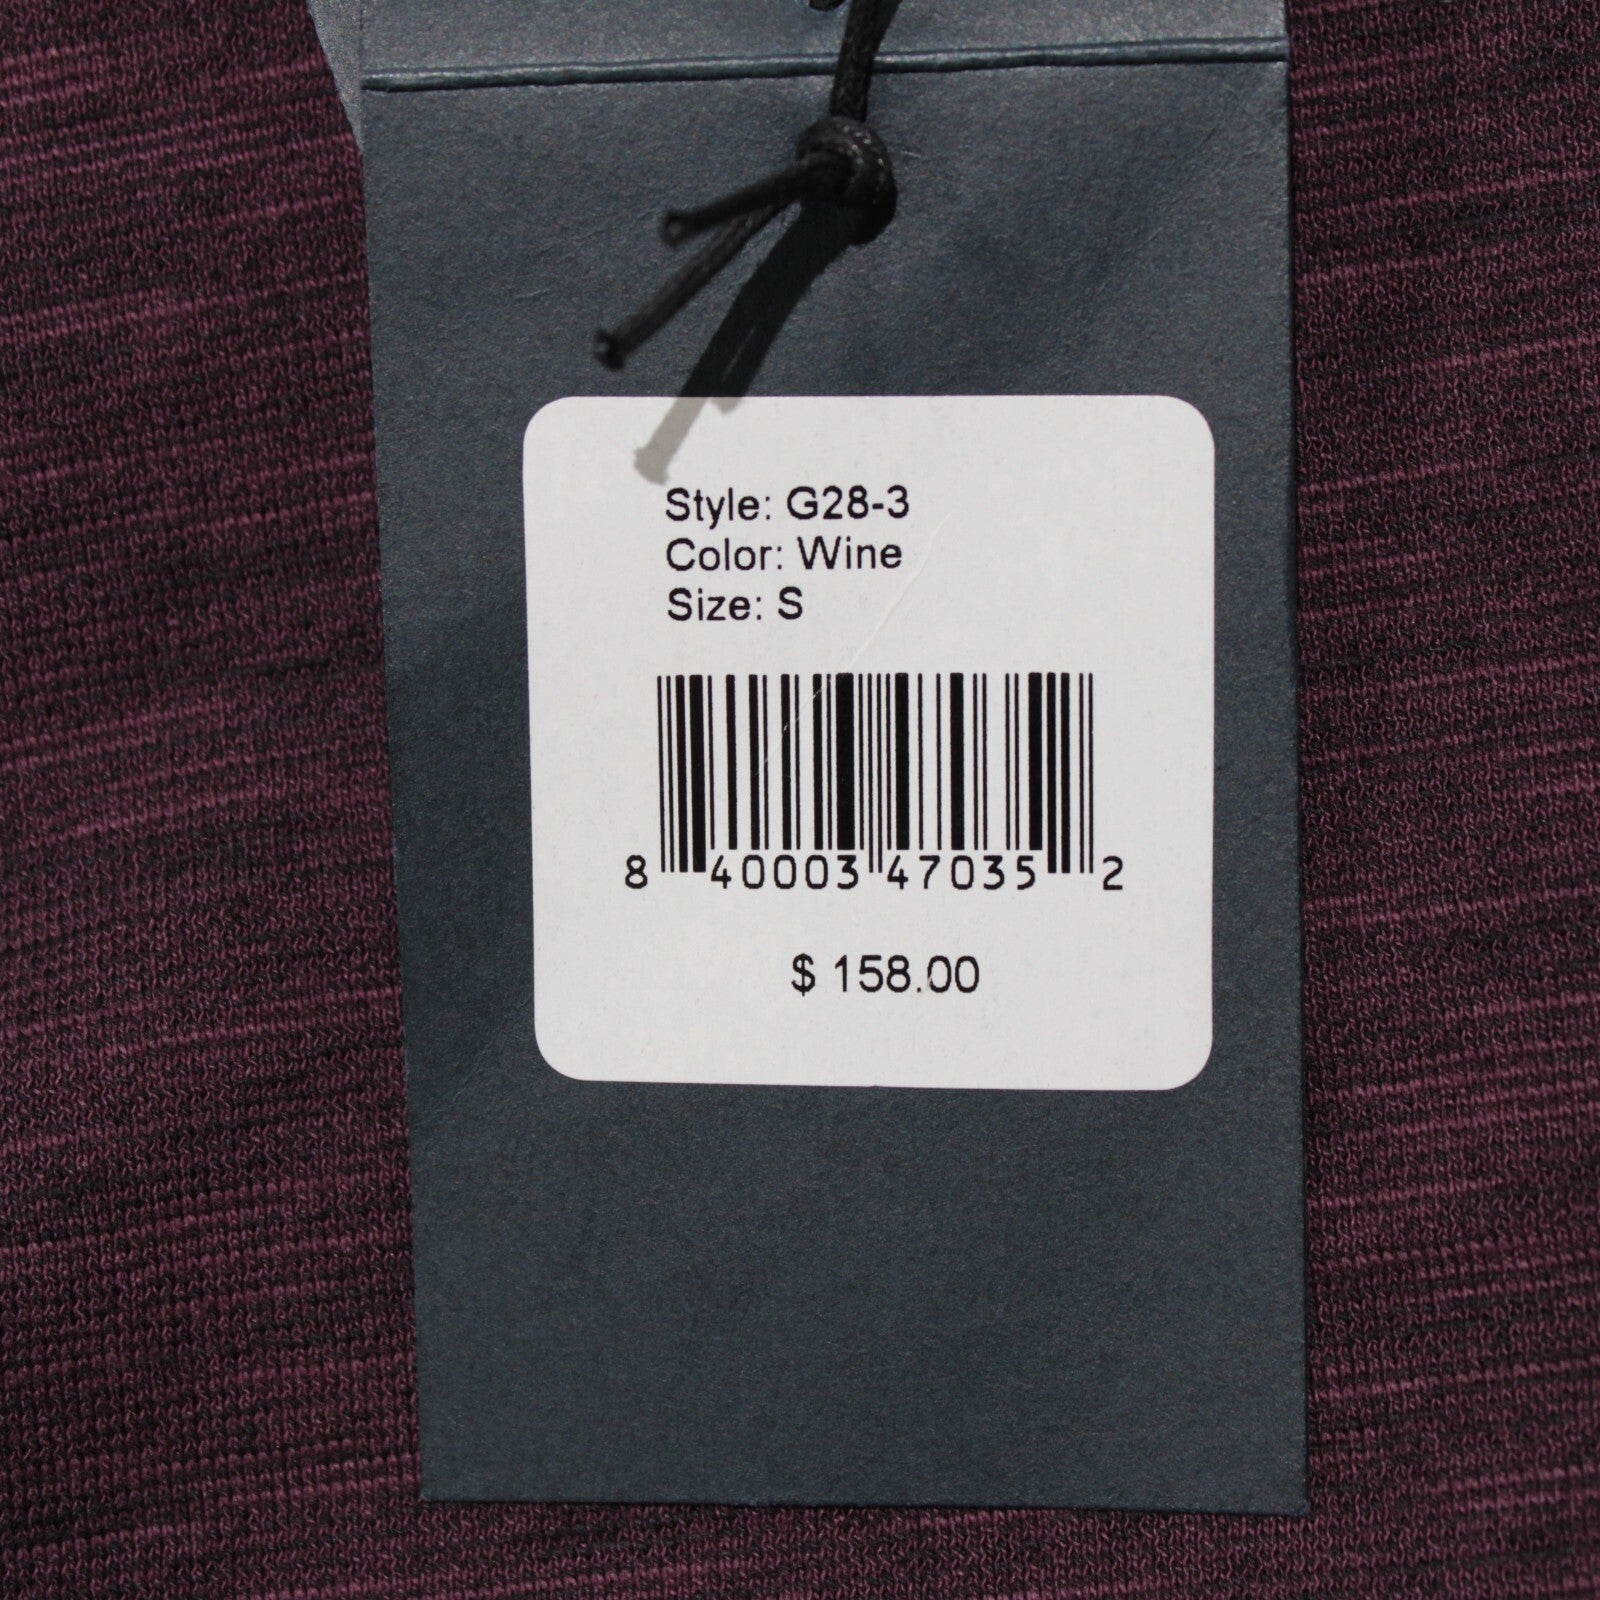 Style: G28-3
Color: Wine
Size: S
8 40003 47035 2
$ 158.00